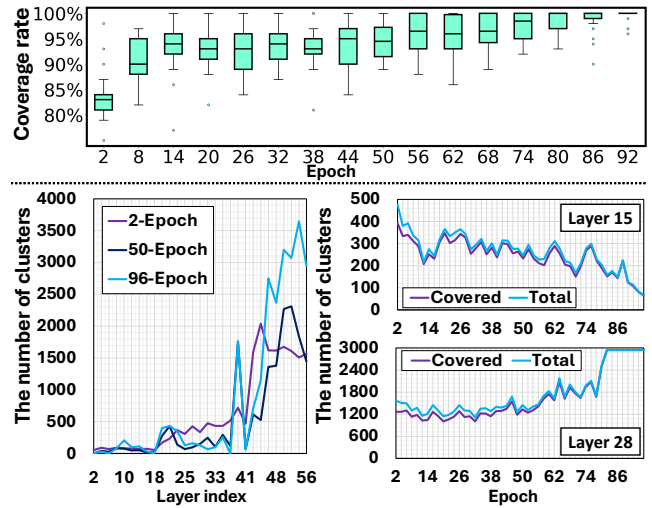 Coverage rate
100%
95%
90%
85%
80%
2 8 14 20 26 32 38 44 50 56 62 68 74 80 86 92
Epoch
The number of clusters
4000
3500
3000
2500
2000
1500
1000
500
0
2-Epoch
50-Epoch
96-Epoch
2 10 18 25 33 41 48 56
Layer index
The number of clusters
500
400
300
200
100
0
Layer 15
Covered Total
2 14 26 38 50 62 74 86
3000
2400
1800
1200
600
0
Covered Total
Layer 28
2 14 26 38 50 62 74 86
Epoch